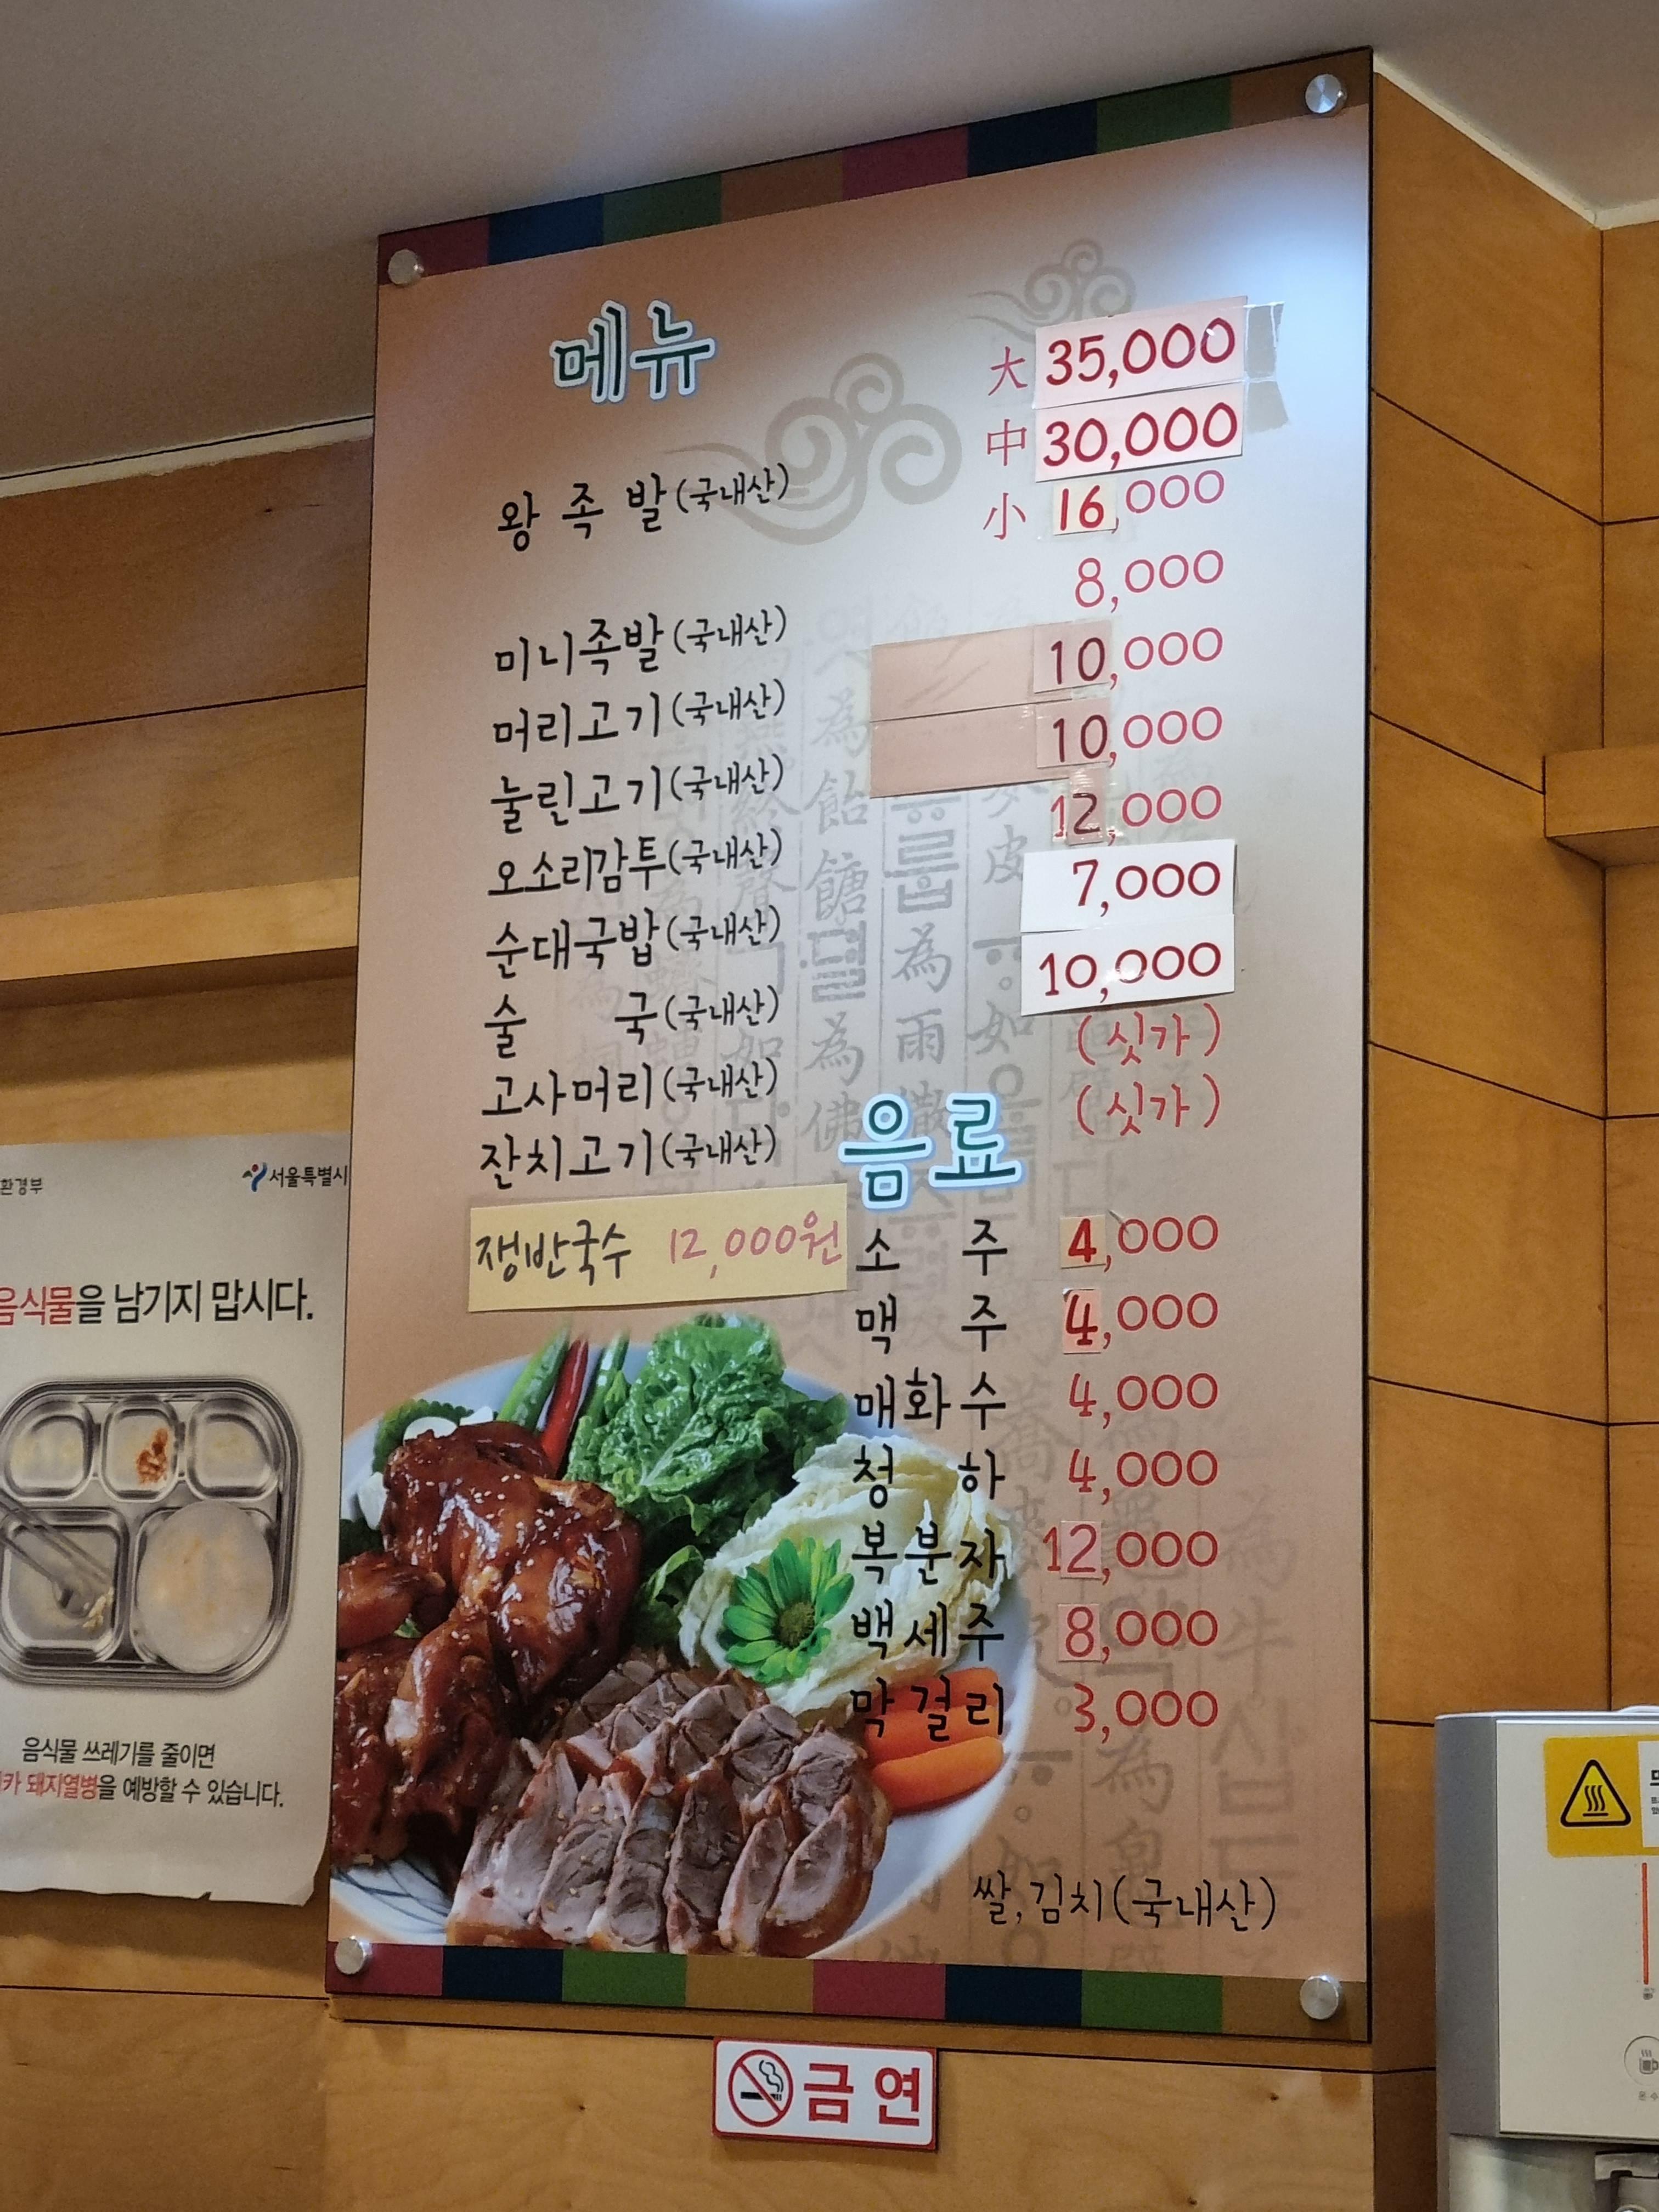 메뉴
大 35,000
中 30,000
왕 족 발(국내산) 小 16,000
미니족발(국내산) 8,000
머리고기(국내산) 10,000
눌린고기(국내산) 10,000
오소리감투(국내산) 12,000
순대국밥(국내산) 7,000
술 국(국내산) 10,000
고사머리(국내산) (싯가)
잔치고기(국내산) (싯가)
쟁반국수 12,000원
음료
소 주 4,000
맥 주 4,000
매화수 4,000
청 하 4,000
복분자 12,000
백세주 8,000
막걸리 3,000
쌀,김치(국내산)
금연
환경부
서울특별시
음식물을 남기지 맙시다.
음식물 쓰레기를 줄이면
돼지열병을 예방할 수 있습니다.